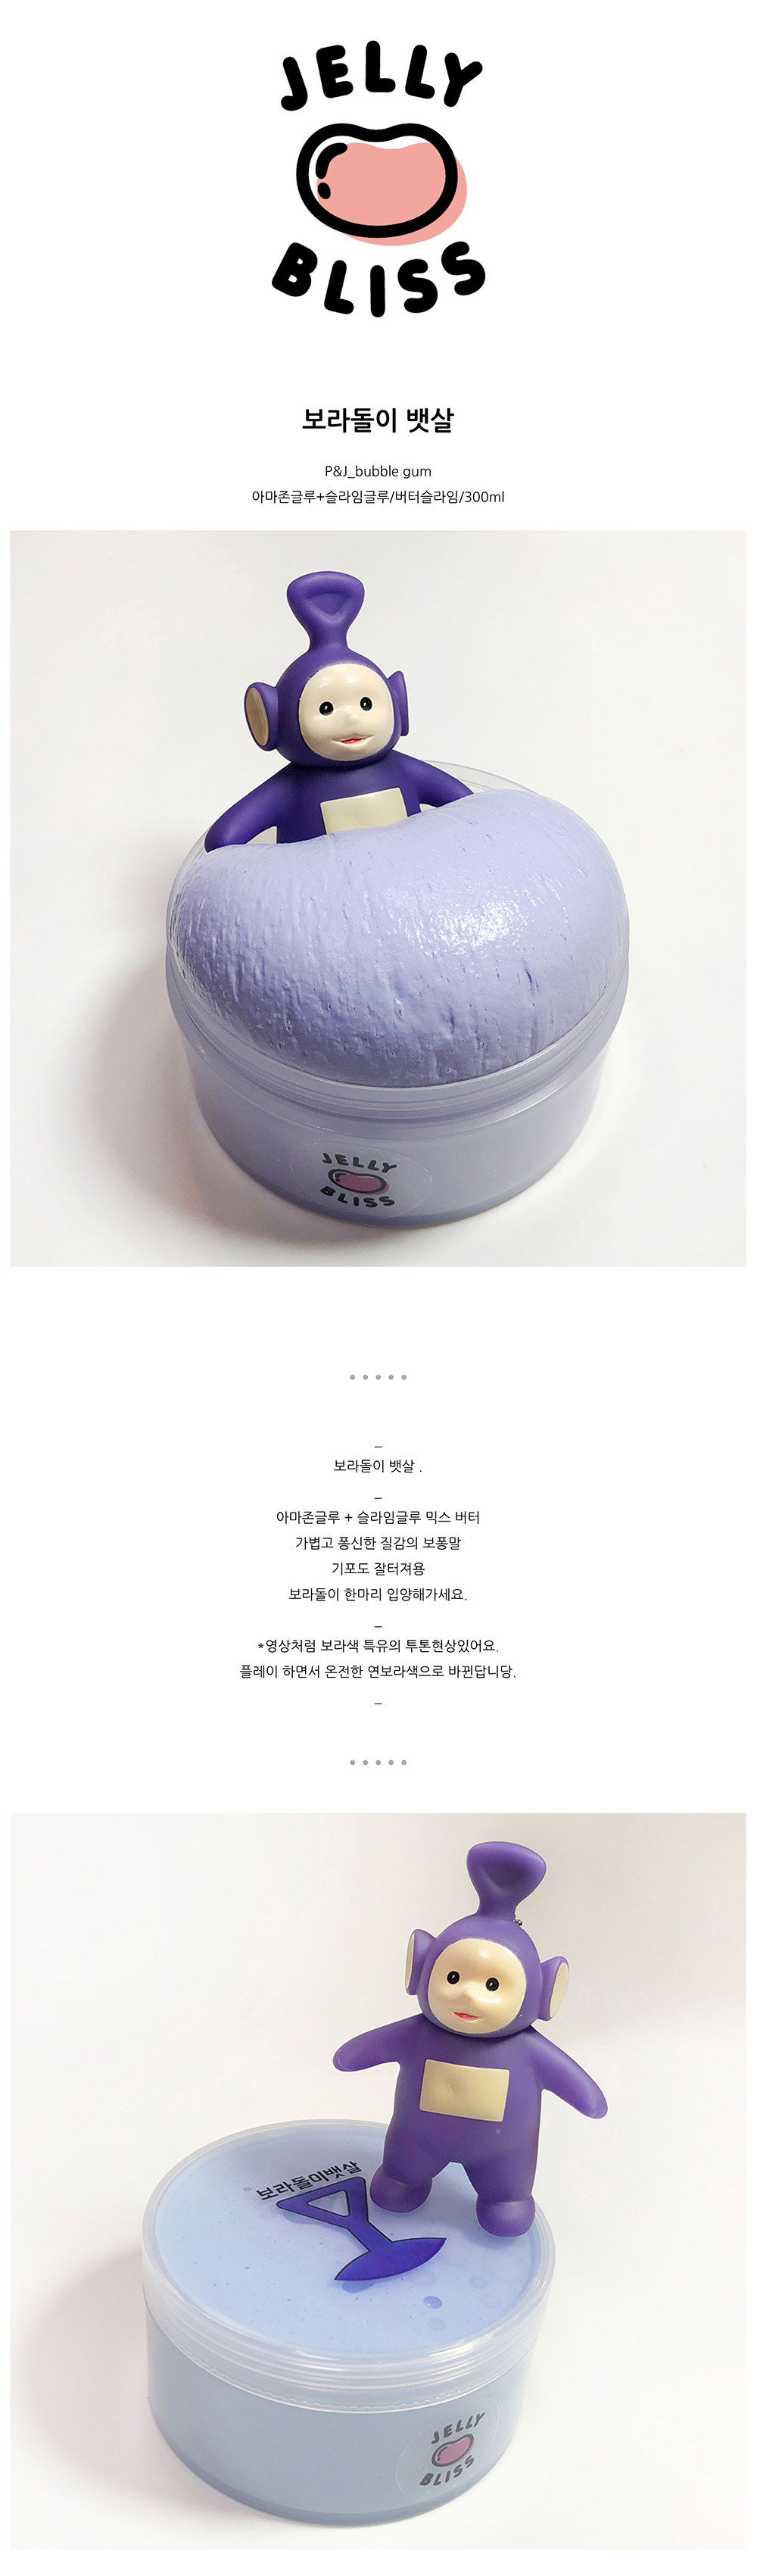 JELLY
BLISS
보라돌이 뱃살
P&J_bubble gum
아마존글루+슬라임글루/버터슬라임/300ml
JELLY
BLISS
_
보라돌이 뱃살 .
_
아마존글루 + 슬라임글루 믹스 버터
가볍고 퐁신한 질감의 보퐁말
기포도 잘터져용
보라돌이 한마리 입양해가세요.
_
*영상처럼 보라색 특유의 투톤현상있어요.
플레이 하면서 온전한 연보라색으로 바뀐답니당.
_
보라돌이뱃살
JELLY
BLISS